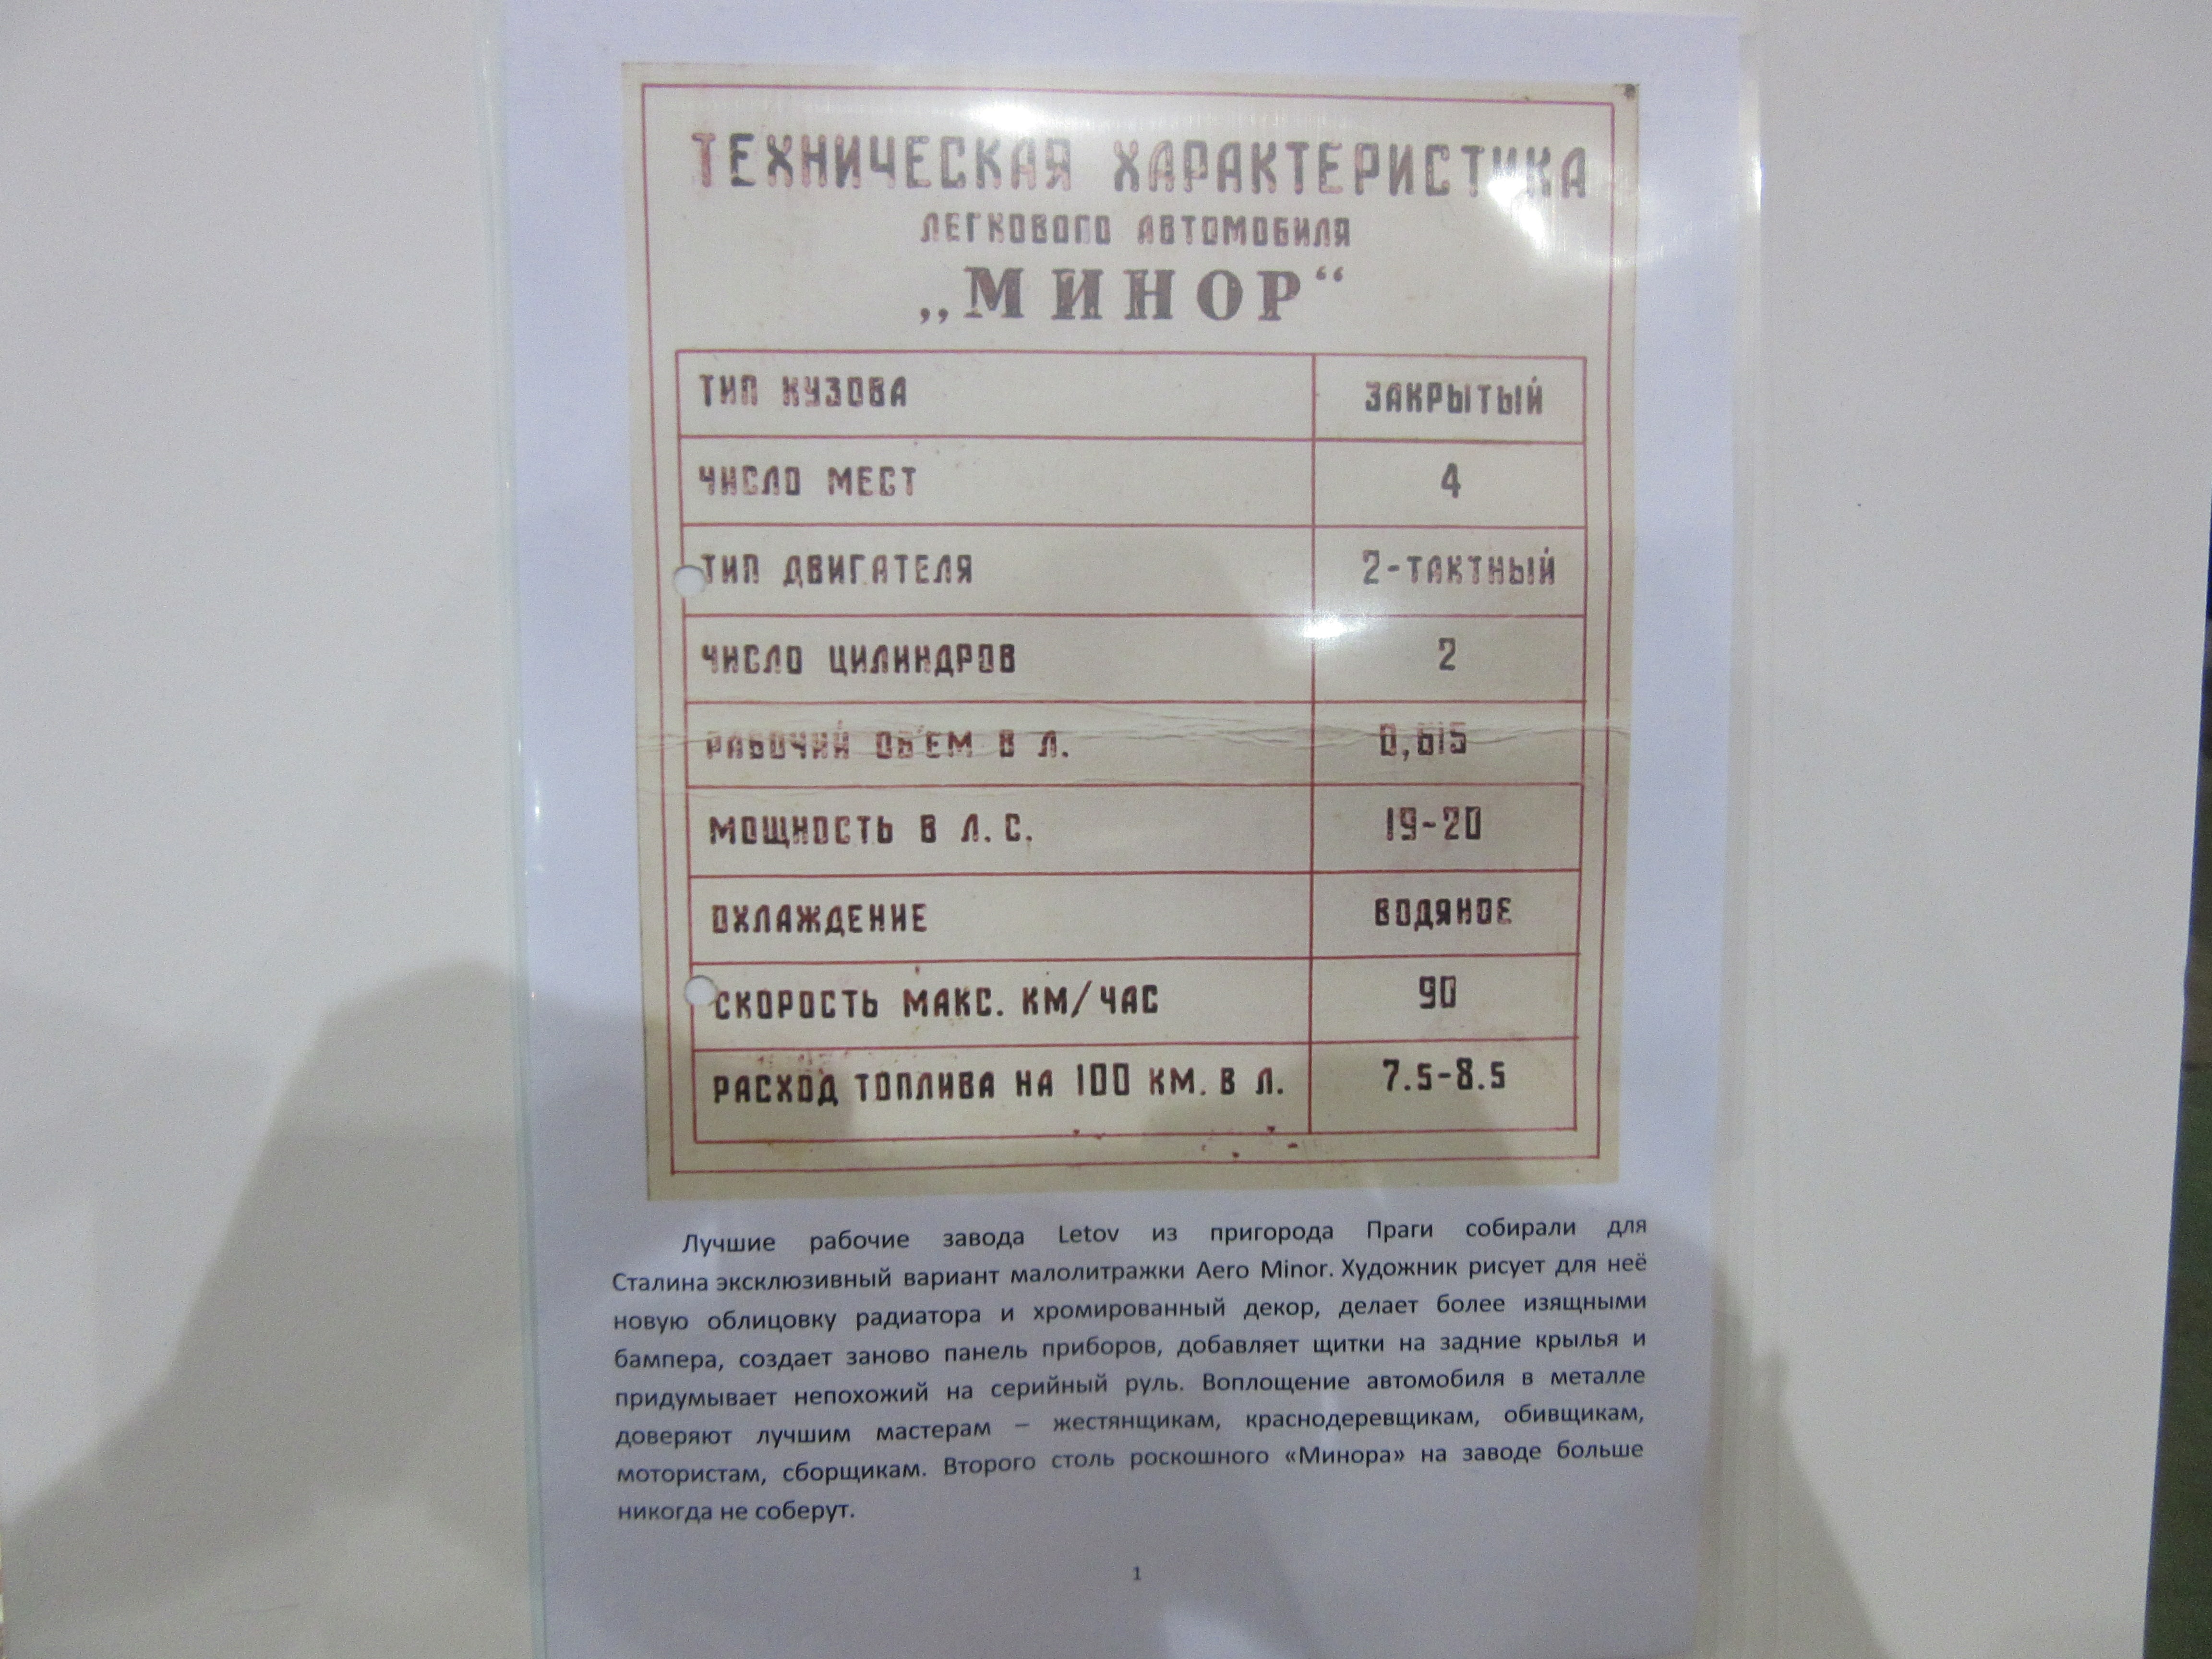 ТЕХНИЧЕСКАЯ ХАРАКТЕРИСТИКА
ЛЕГКОВОГО АВТОМОБИЛЯ
„МИНОР“
ТИП КУЗОВА ЗАКРЫТЫЙ
ЧИСЛО МЕСТ 4
ТИП ДВИГАТЕЛЯ 2-ТАКТНЫЙ
ЧИСЛО ЦИЛИНДРОВ 2
РАБОЧИЙ ОБ'ЕМ В Л. 0,615
МОЩНОСТЬ В Л.С. 19-20
ОХЛАЖДЕНИЕ ВОДЯНОЕ
СКОРОСТЬ МАКС. КМ/ЧАС 90
РАСХОД ТОПЛИВА НА 100 КМ. В Л. 7.5-8.5
Лучшие рабочие завода Letov из пригорода Праги собирали для
Сталина эксклюзивный вариант малолитражки Aero Minor. Художник рисует для неё
новую облицовку радиатора и хромированный декор, делает более изящными
бампера, создает заново панель приборов, добавляет щитки на задние крылья и
придумывает непохожий на серийный руль. Воплощение автомобиля в металле
доверяют лучшим мастерам – жестянщикам, краснодеревщикам, обивщикам,
мотористам, сборщикам. Второго столь роскошного «Минора» на заводе больше
никогда не соберут.
1